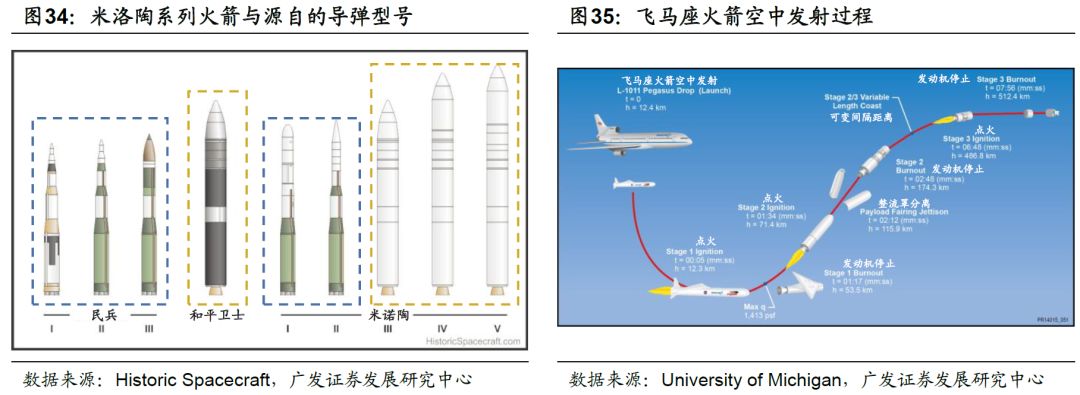 图34：米洛陶系列火箭与源自的导弹型号
I
II
III
民兵
和平卫士
I
II
III
IV
V
米诺陶
HistoricSpacecraft.com
数据来源：Historic Spacecraft，广发证券发展研究中心
图35：飞马座火箭空中发射过程
飞马座火箭空中发射
L-1011 Pegasus Drop (Launch)
t = 0
h = 12.4 km
点火
Stage 1 Ignition
t = 00:05 (mm:ss)
h = 12.3 km
Max q
1,413 psf
发动机停止
Stage 1 Burnout
t = 01:17 (mm:ss)
h = 53.5 km
点火
Stage 2 Ignition
t = 01:34 (mm:ss)
h = 71.4 km
整流罩分离
Payload Fairing Jettison
t = 02:12 (mm:ss)
h = 115.9 km
Stage 2
Burnout 发动机停止
t = 02:48 (mm:ss)
h = 174.3 km
Stage 2/3 Variable
Length Coast
可变间隔距离
点火
Stage 3 Ignition
t = 06:48 (mm:ss)
h = 486.8 km
发动机停止 Stage 3 Burnout
t = 07:56 (mm:ss)
h = 512.4 km
PR14015_051
数据来源：University of Michigan，广发证券发展研究中心